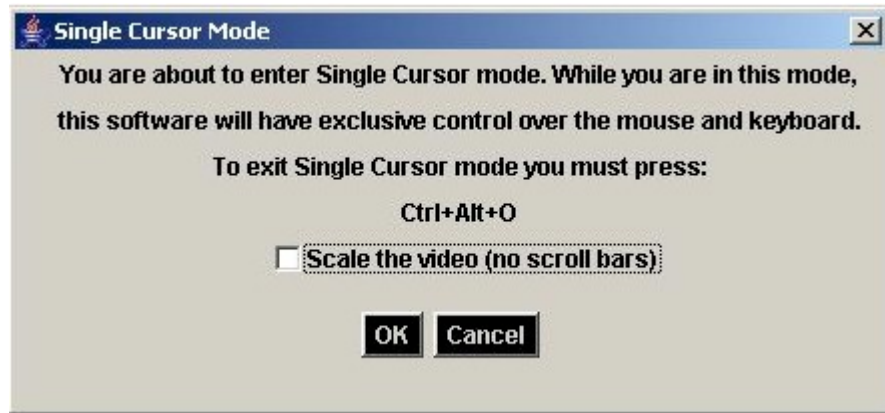 Single Cursor Mode
You are about to enter Single Cursor mode. While you are in this mode,
this software will have exclusive control over the mouse and keyboard.
To exit Single Cursor mode you must press:
Ctrl+Alt+O
Scale the video (no scroll bars)
OK Cancel